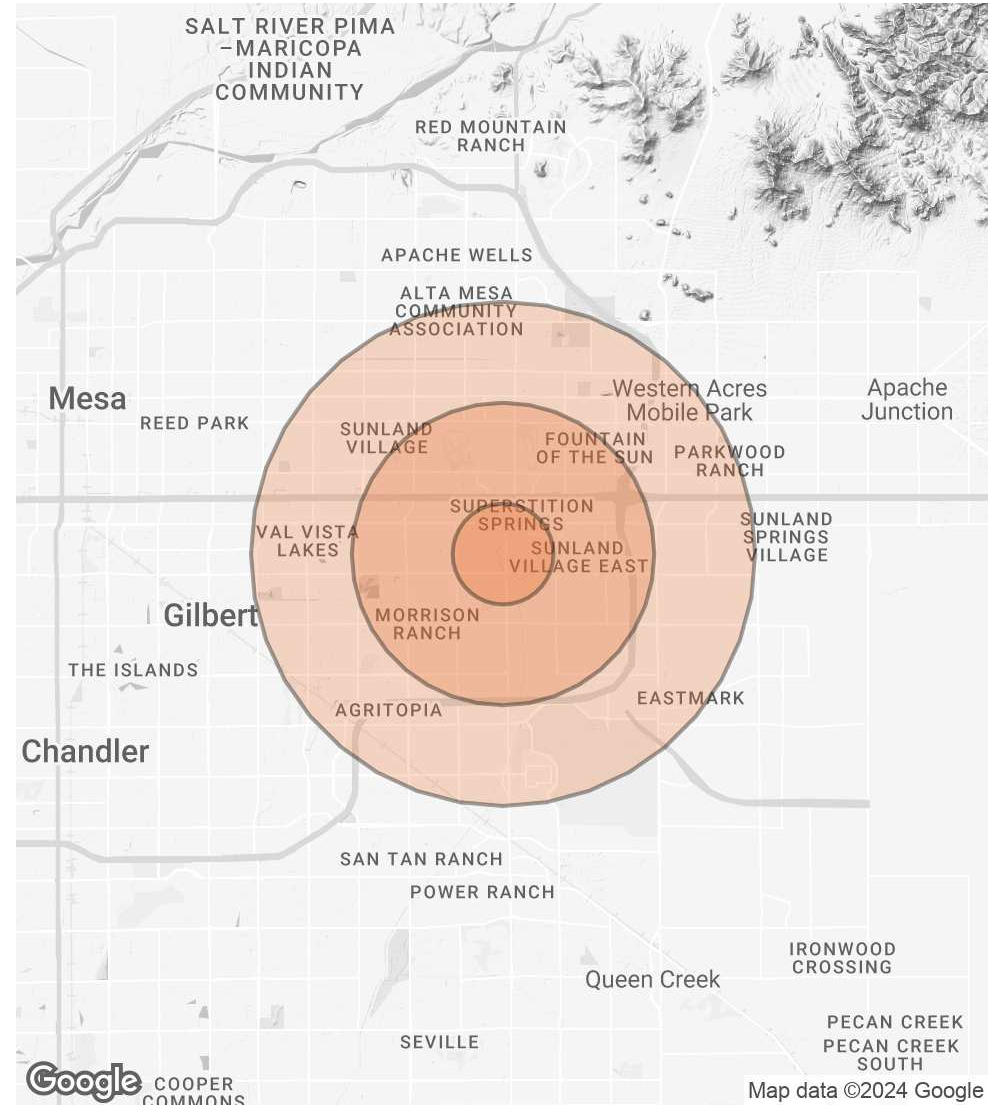 SALT RIVER PIMA
–MARICOPA
INDIAN
COMMUNITY
RED MOUNTAIN
RANCH
APACHE WELLS
ALTA MESA
COMMUNITY
ASSOCIATION
Mesa
REED PARK
SUNLAND
VILLAGE
Western Acres
Mobile Park
Apache
Junction
FOUNTAIN
OF THE SUN
PARKWOOD
RANCH
SUPERSTITION
SPRINGS
VAL VISTA
LAKES
SUNLAND
VILLAGE EAST
SUNLAND
SPRINGS
VILLAGE
Gilbert
MORRISON
RANCH
THE ISLANDS
AGRITOPIA
EASTMARK
Chandler
SAN TAN RANCH
POWER RANCH
Queen Creek
IRONWOOD
CROSSING
SEVILLE
PECAN CREEK
PECAN CREEK
SOUTH
Google
COOPER
COMMONS
Map data ©2024 Google